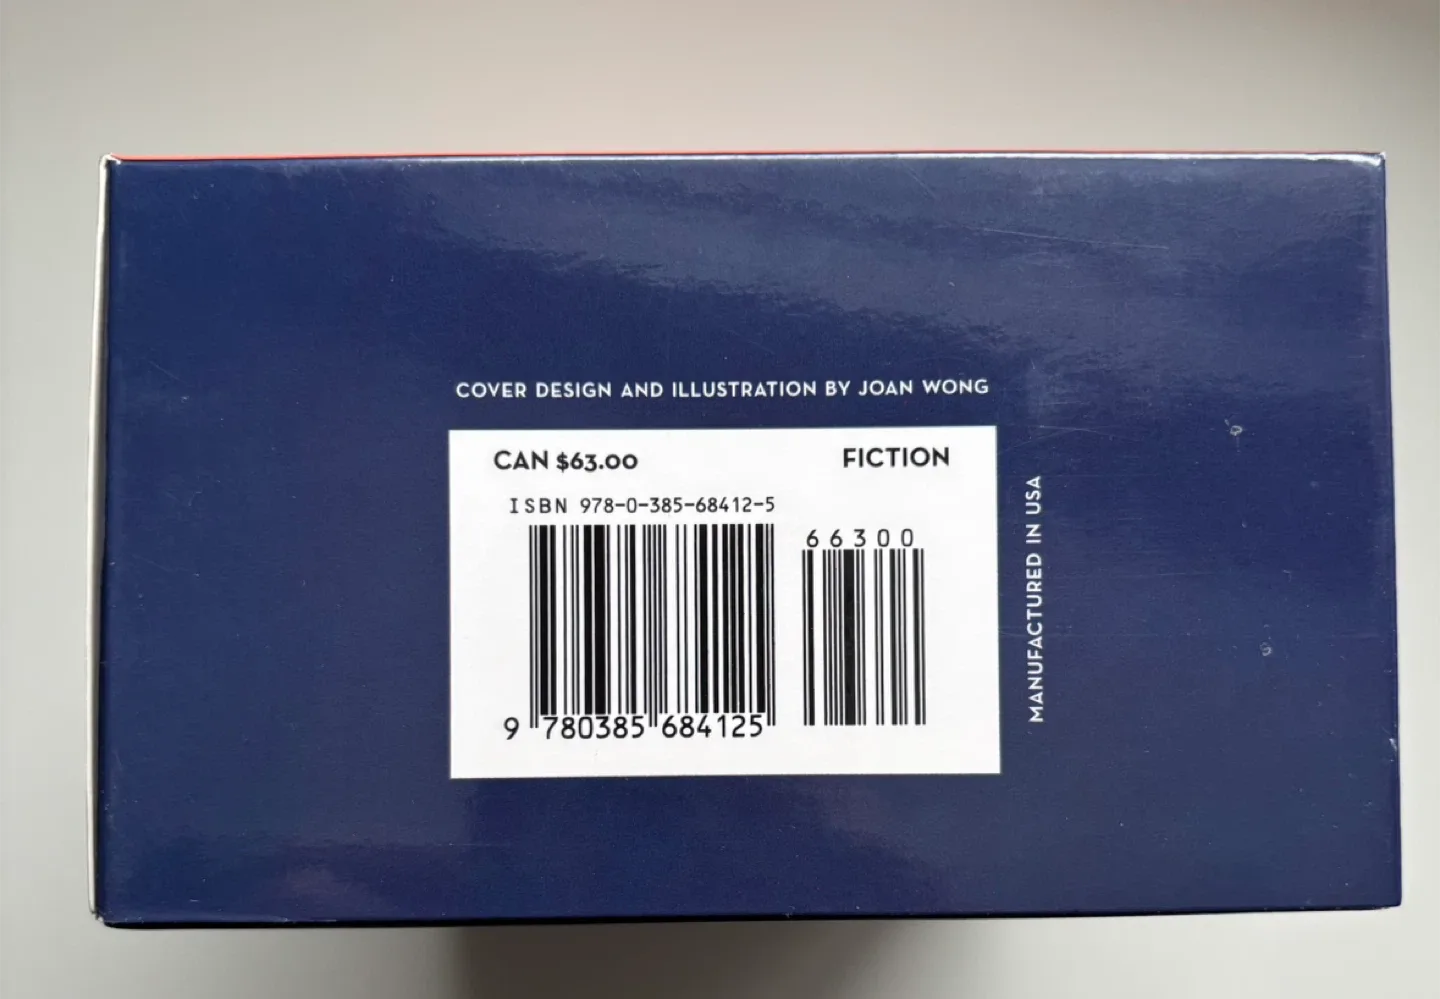 COVER DESIGN AND ILLUSTRATION BY JOAN WONG
CAN $63.00
FICTION
ISBN 978-0-385-68412-5
66300
9 780385 684125
MANUFACTURED IN USA